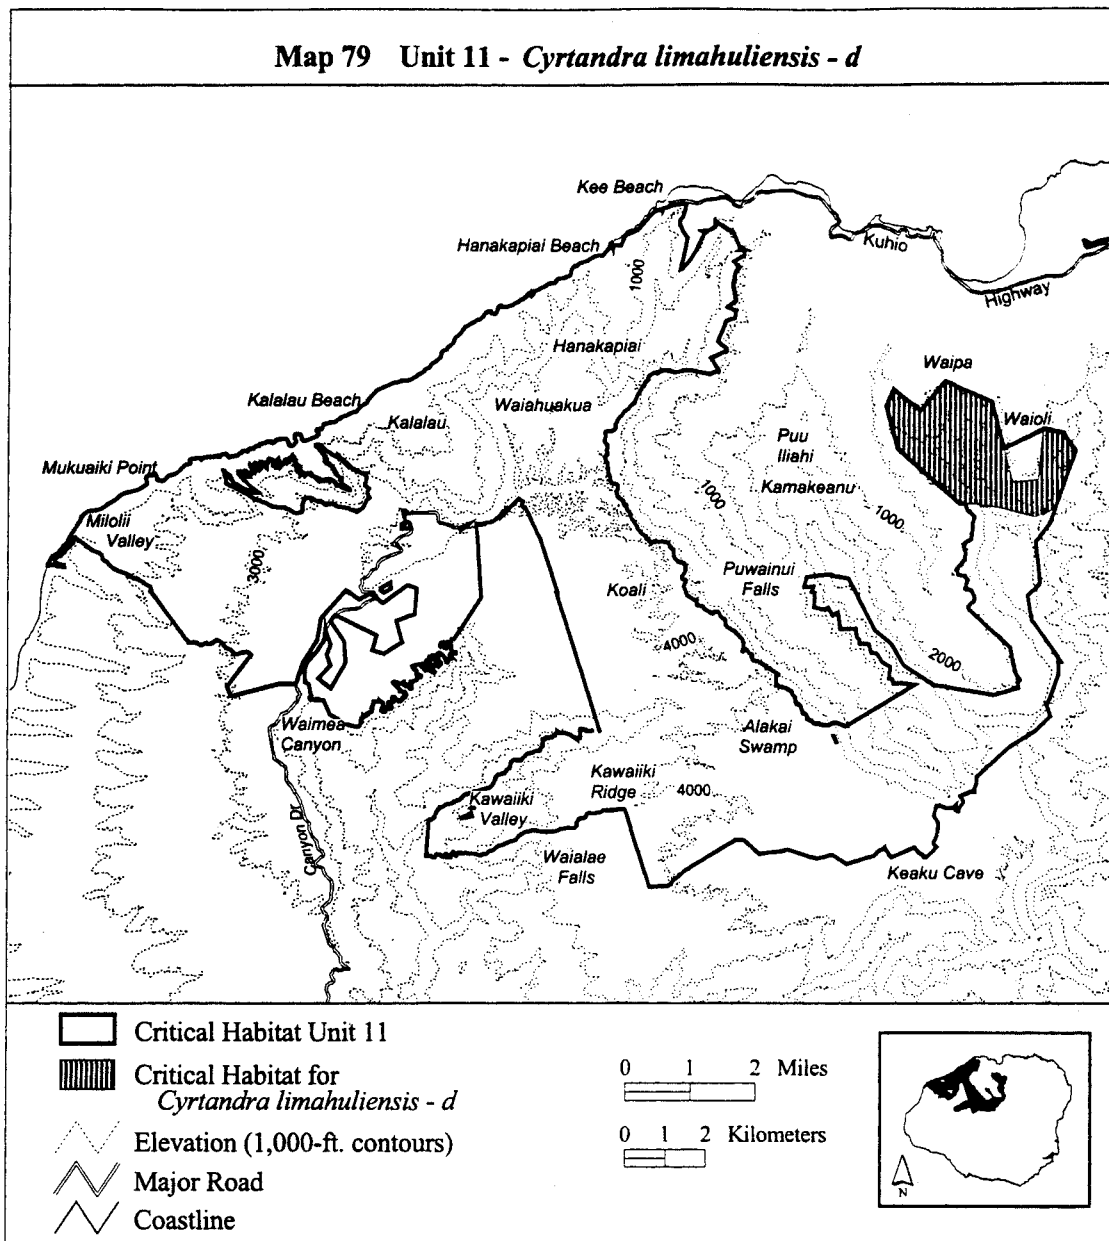 Map 79 Unit 11 - Cyrtandra limahuliensis - d
Kee Beach
Hanakapiai Beach
Kuhio
Highway
1000
Hanakapiai
Waipa
Kalalau Beach
Waiahuakua
Kalalau
Waioli
Puu
Iliahi
Mukuaiki Point
Kamakeanu
1000
1000
Milolii
Valley
3000
Puwainui
Falls
Koali
4000
2000
Waimea
Canyon
Alakai
Swamp
Kawaiiki
Ridge
4000
Kawaiiki
Valley
Canyon Dr
Waialae
Falls
Keaku Cave
Critical Habitat Unit 11
Critical Habitat for
Cyrtandra limahuliensis - d
Elevation (1,000-ft. contours)
Major Road
Coastline
0 1 2 Miles
0 1 2 Kilometers
N